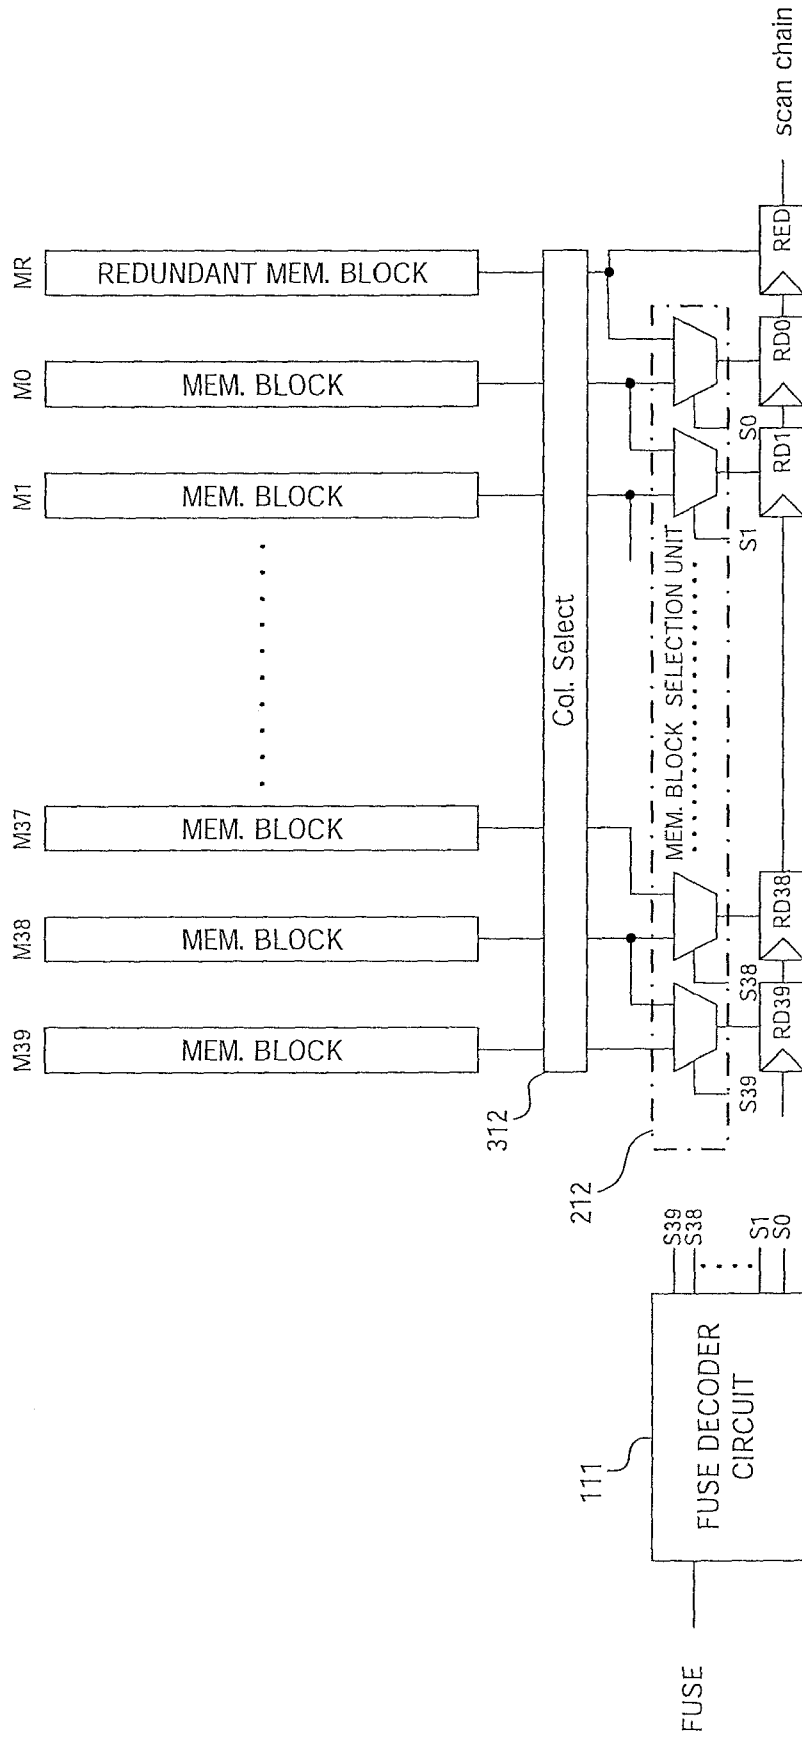 M39
M38
M37
M1
M0
MR
MEM. BLOCK
MEM. BLOCK
MEM. BLOCK
MEM. BLOCK
MEM. BLOCK
REDUNDANT MEM. BLOCK
312
Col. Select
212
MEM. BLOCK SELECTION UNIT
S39
S38
S1
S0
RD39
RD38
RD1
RD0
RED
scan chain
111
FUSE
FUSE DECODER
CIRCUIT
S39
S38
S1
S0